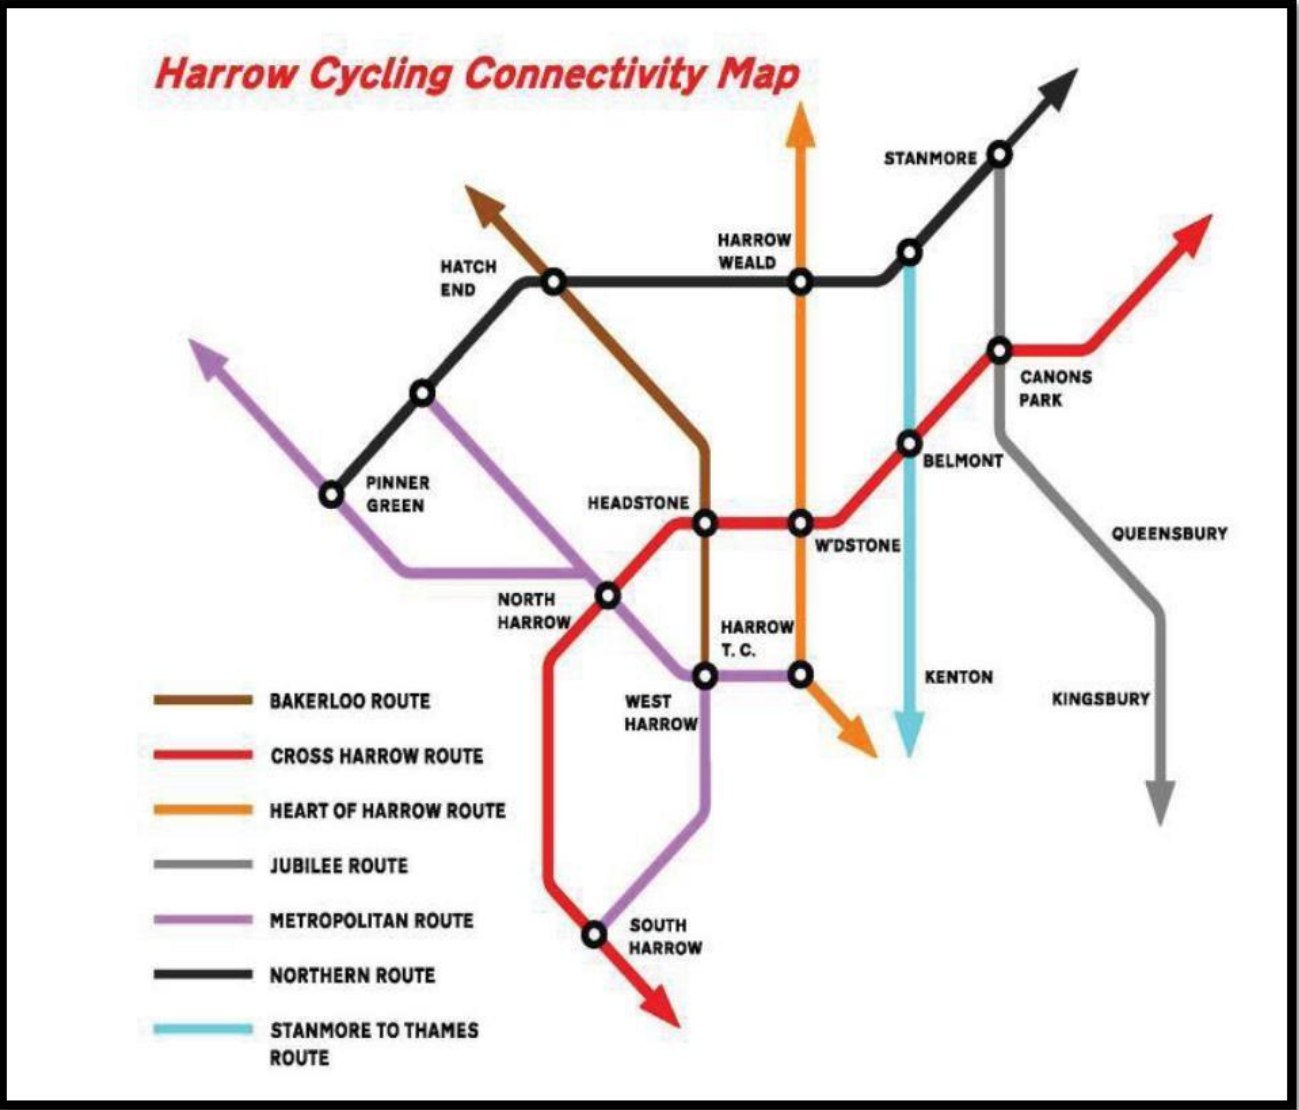 Harrow Cycling Connectivity Map
STANMORE
HARROW
WEALD
HATCH
END
CANONS
PARK
BELMONT
PINNER
GREEN
HEADSTONE
W'DSTONE
QUEENSBURY
NORTH
HARROW
HARROW
T. C.
KENTON
WEST
HARROW
KINGSBURY
SOUTH
HARROW
BAKERLOO ROUTE
CROSS HARROW ROUTE
HEART OF HARROW ROUTE
JUBILEE ROUTE
METROPOLITAN ROUTE
NORTHERN ROUTE
STANMORE TO THAMES
ROUTE